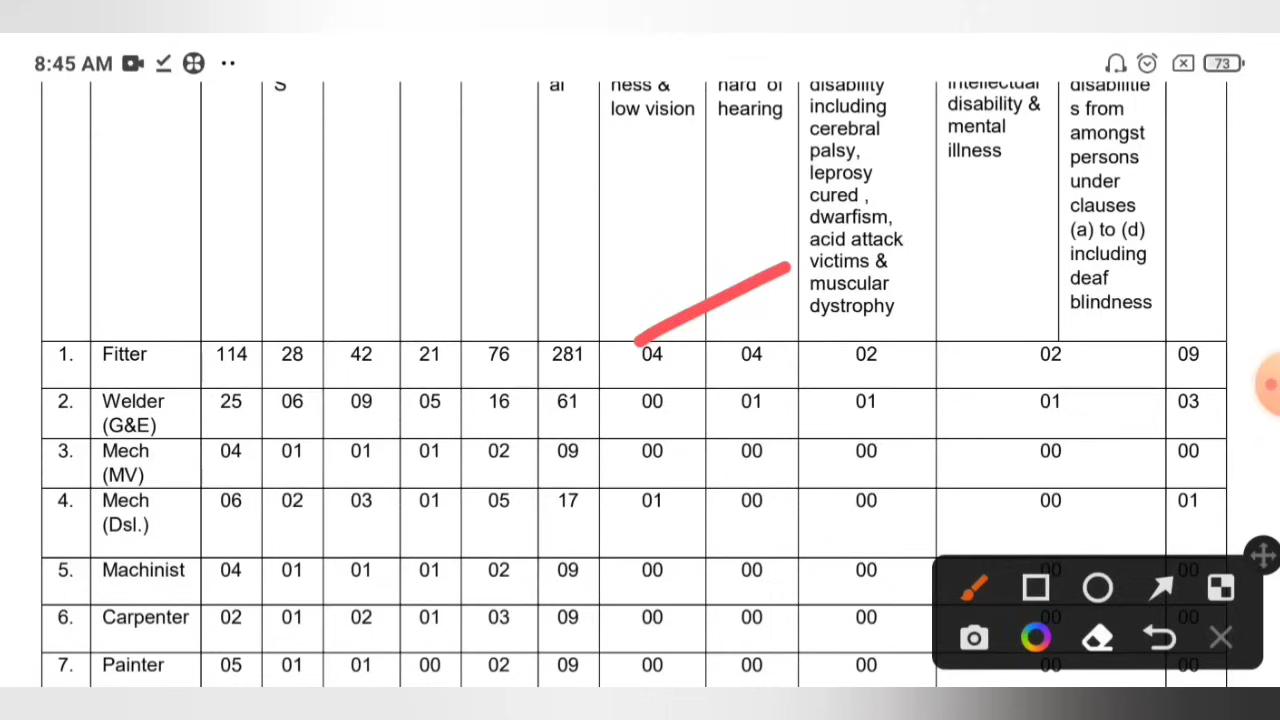 8:45 AM
73
S
al
ness &
low vision
hard of
hearing
disability
including
cerebral
palsy,
leprosy
cured ,
dwarfism,
acid attack
victims &
muscular
dystrophy
intellectual
disability &
mental
illness
disabilitie
s from
amongst
persons
under
clauses
(a) to (d)
including
deaf
blindness
1. Fitter 114 28 42 21 76 281 04 04 02 02 09
2. Welder (G&E) 25 06 09 05 16 61 00 01 01 01 03
3. Mech (MV) 04 01 01 01 02 09 00 00 00 00 00
4. Mech (Dsl.) 06 02 03 01 05 17 01 00 00 00 01
5. Machinist 04 01 01 01 02 09 00 00 00 00 00
6. Carpenter 02 01 02 01 03 09 00 00 00 00 00
7. Painter 05 01 01 00 02 09 00 00 00 00 00